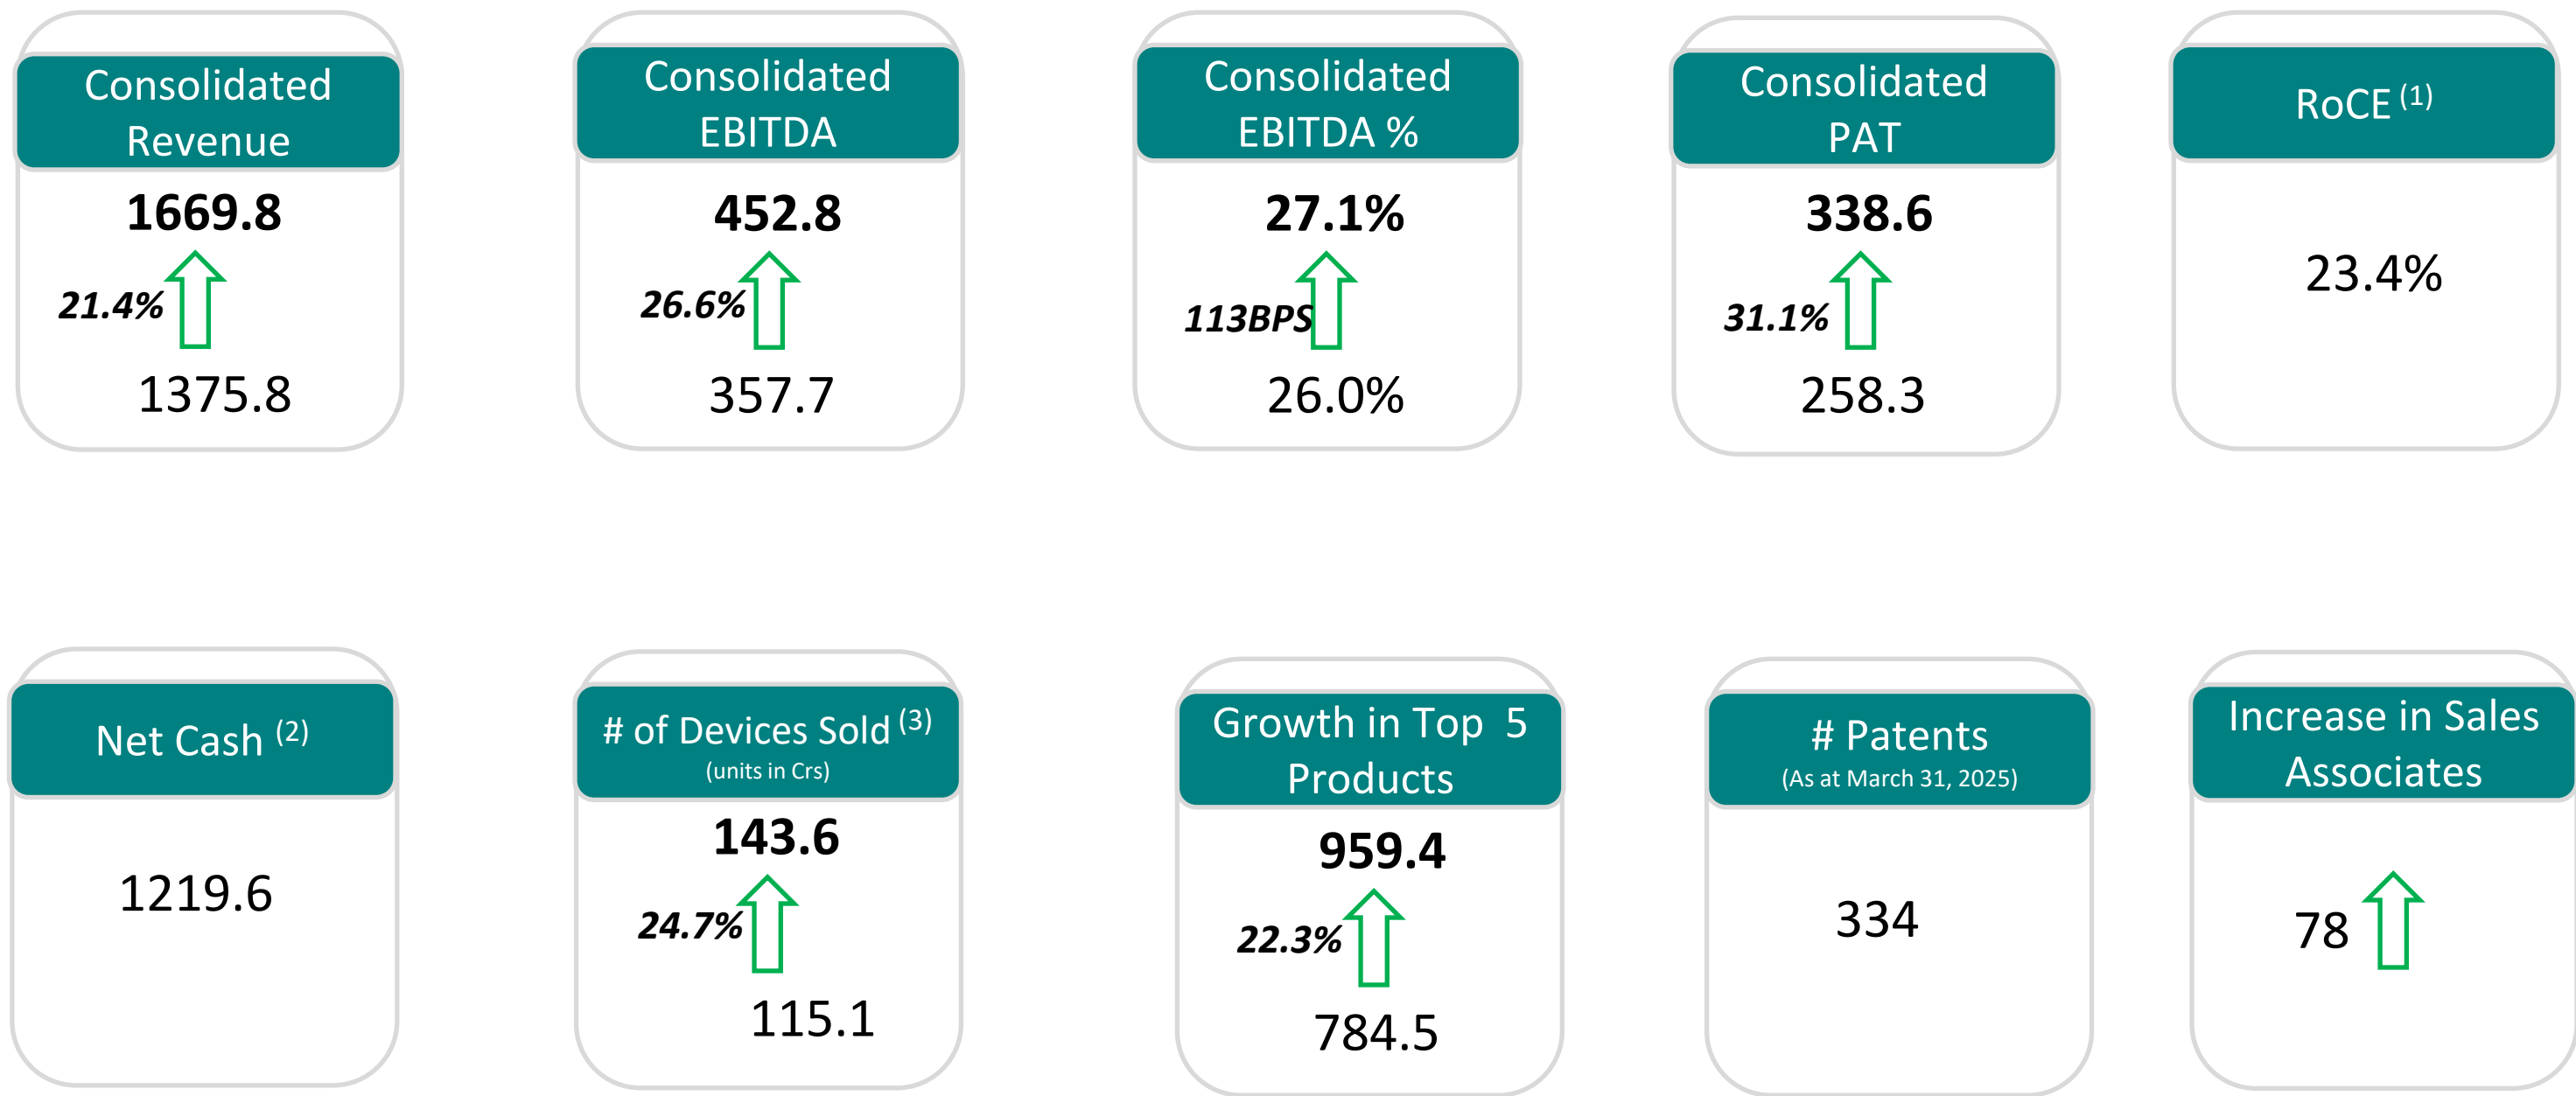 Consolidated
Revenue
1669.8
21.4%
1375.8
Consolidated
EBITDA
452.8
26.6%
357.7
Consolidated
EBITDA %
27.1%
113BPS
26.0%
Consolidated
PAT
338.6
31.1%
258.3
RoCE (1)
23.4%
Net Cash (2)
1219.6
# of Devices Sold (3)
(units in Crs)
143.6
24.7%
115.1
Growth in Top 5
Products
959.4
22.3%
784.5
# Patents
(As at March 31, 2025)
334
Increase in Sales
Associates
78